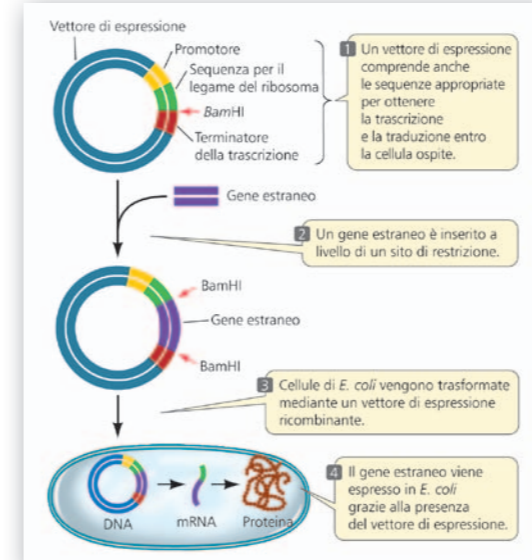 Vettore di espressione
Promotore
Sequenza per il
legame del ribosoma
BamHI
Terminatore
della trascrizione
1 Un vettore di espressione
comprende anche
le sequenze appropriate
per ottenere
la trascrizione
e la traduzione entro
la cellula ospite.
Gene estraneo
2 Un gene estraneo è inserito a
livello di un sito di restrizione.
BamHI
Gene estraneo
BamHI
3 Cellule di E. coli vengono trasformate
mediante un vettore di espressione
ricombinante.
DNA
mRNA
Proteina
4 Il gene estraneo viene
espresso in E. coli
grazie alla presenza
del vettore di espressione.